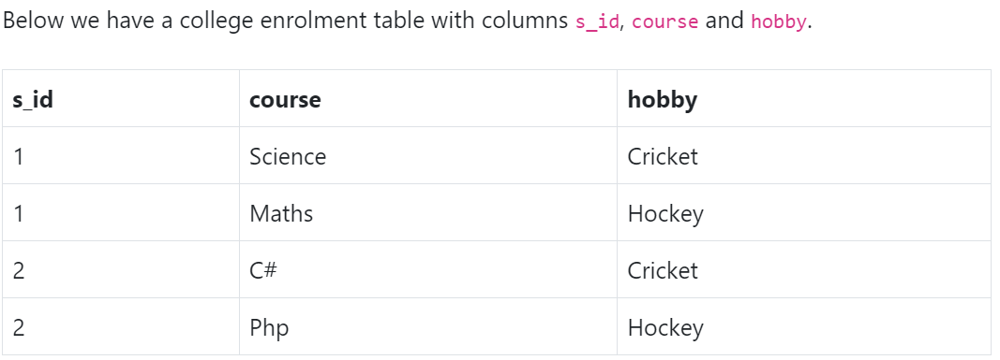 Below we have a college enrolment table with columns s_id, course and hobby.
s_id course hobby
1 Science Cricket
1 Maths Hockey
2 C# Cricket
2 Php Hockey